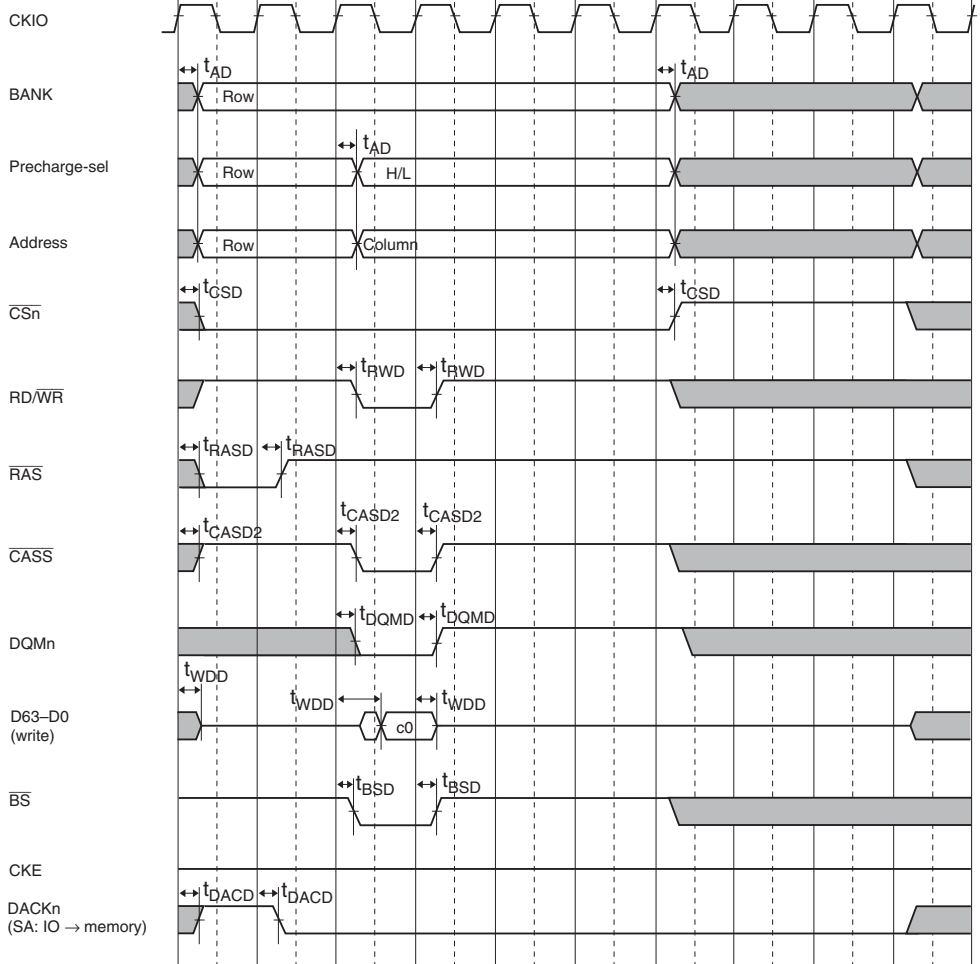 CKIO
tAD tAD
BANK Row
tAD
Precharge-sel Row H/L
Address Row Column
tCSD tCSD
CSn
tRWD tRWD
RD/WR
tRASD tRASD
RAS
tCASD2 tCASD2 tCASD2
CASS
tDQMD tDQMD
DQMn
tWDD tWDD tWDD
D63–D0
(write) c0
tBSD tBSD
BS
CKE
tDACD tDACD
DACKn
(SA: IO → memory)